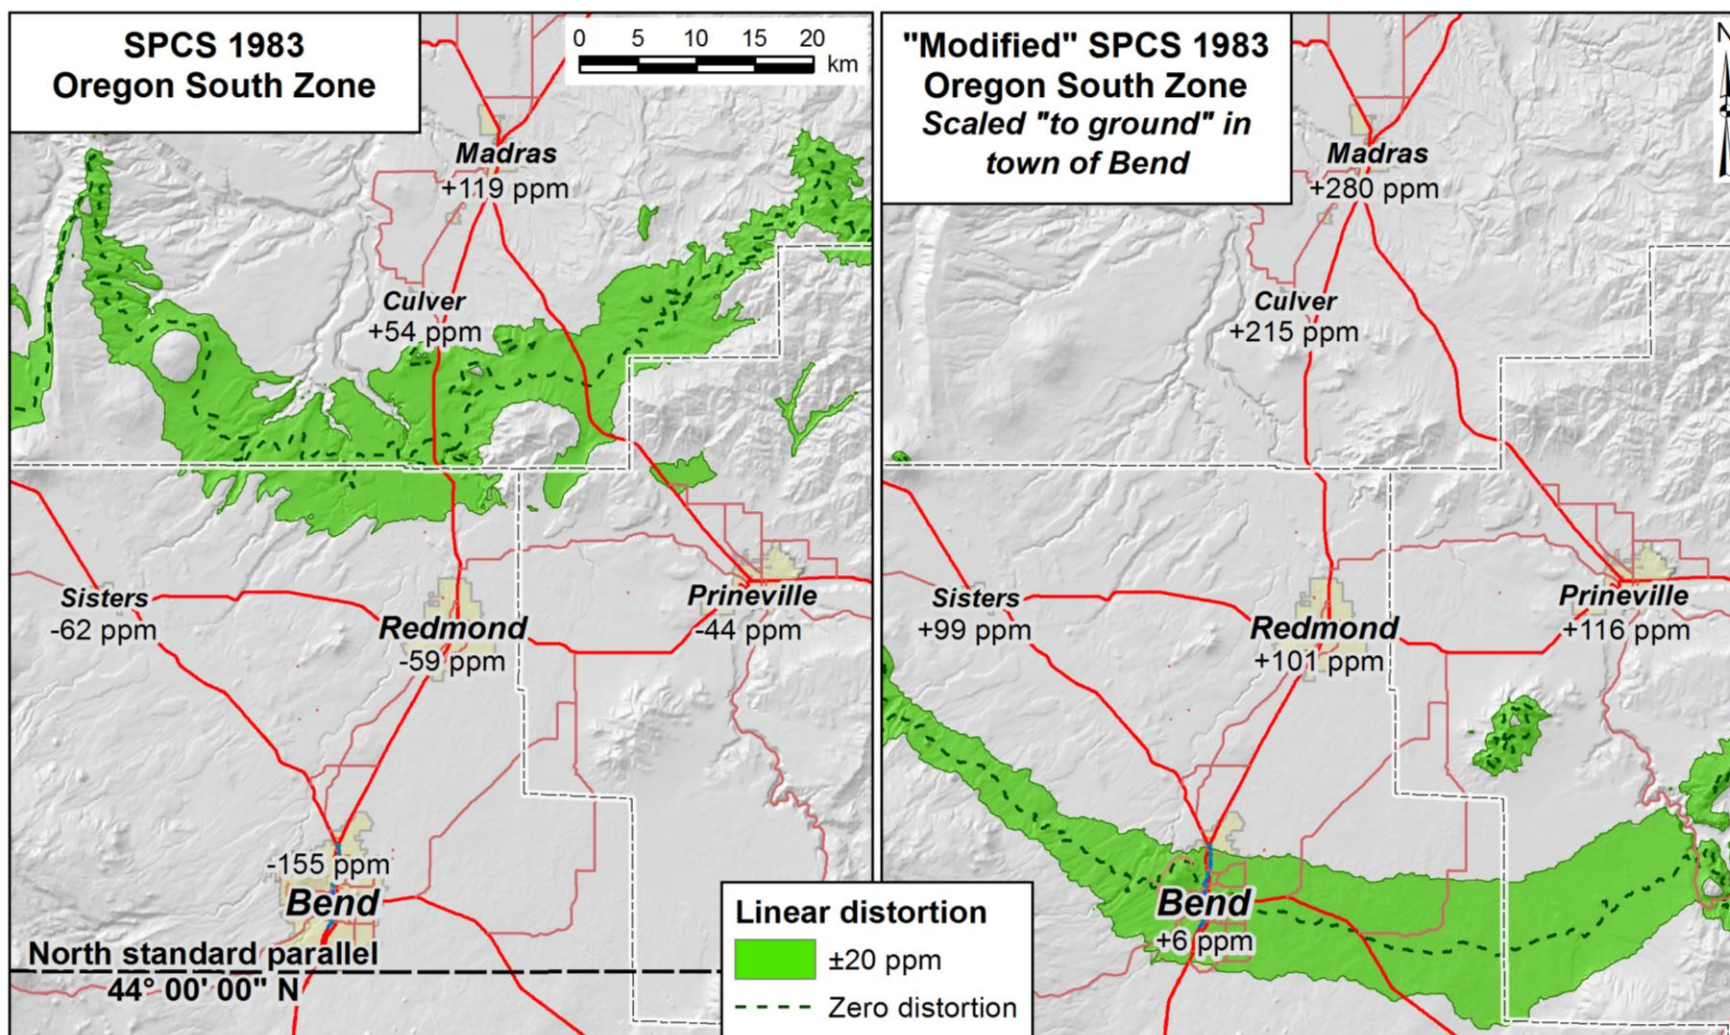 SPCS 1983
Oregon South Zone
0 5 10 15 20
km
Madras
+119 ppm
Culver
+54 ppm
Sisters
-62 ppm
Redmond
-59 ppm
Prineville
-44 ppm
-155 ppm
Bend
North standard parallel
44° 00' 00" N
"Modified" SPCS 1983
Oregon South Zone
Scaled "to ground" in
town of Bend
N
Madras
+280 ppm
Culver
+215 ppm
Sisters
+99 ppm
Redmond
+101 ppm
Prineville
+116 ppm
Bend
+6 ppm
Linear distortion
±20 ppm
Zero distortion